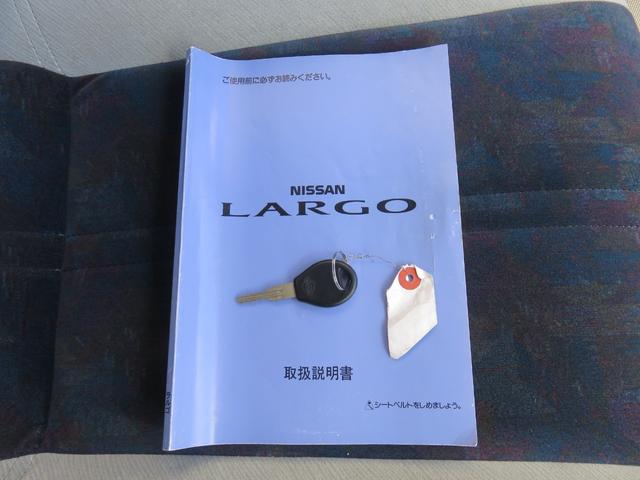 ご使用前に必ずお読みください。
NISSAN
LARGO
取扱説明書
シートベルトをしめましょう。